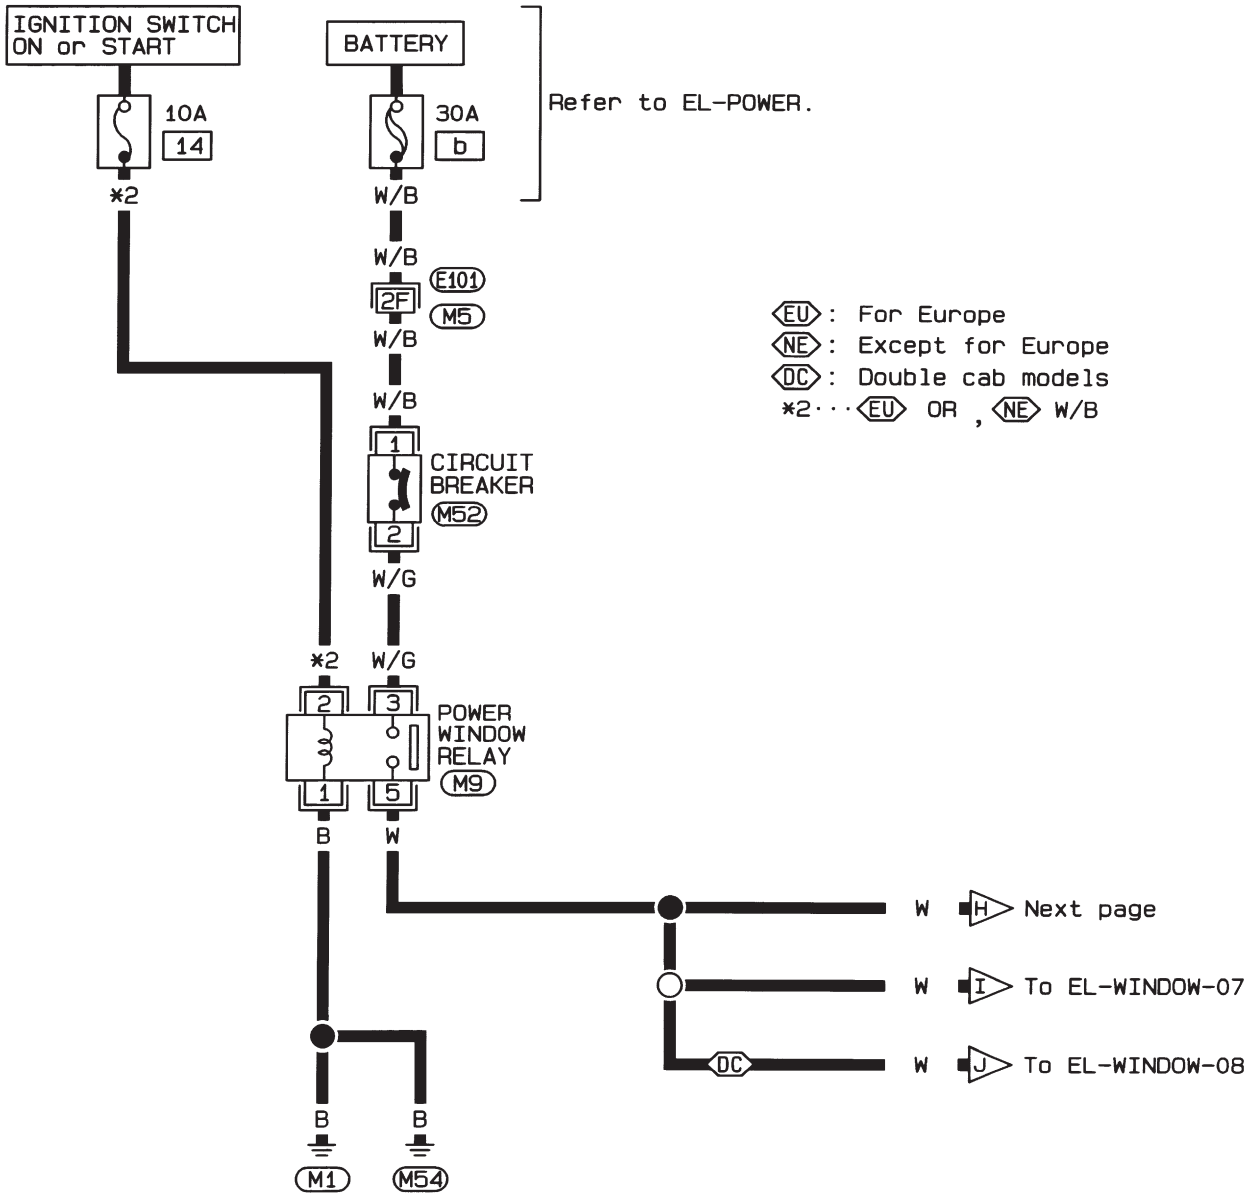 IGNITION SWITCH
ON or START
BATTERY
Refer to EL-POWER.
10A
14
30A
b
*2
W/B
W/B
E101
2F
M5
W/B
EU : For Europe
NE : Except for Europe
DC : Double cab models
*2··· EU OR , NE W/B
W/B
1
CIRCUIT
BREAKER
M52
2
W/G
*2
W/G
2
3
POWER
WINDOW
RELAY
M9
1
5
B
W
W H Next page
W I To EL-WINDOW-07
DC W J To EL-WINDOW-08
B
B
M1
M54